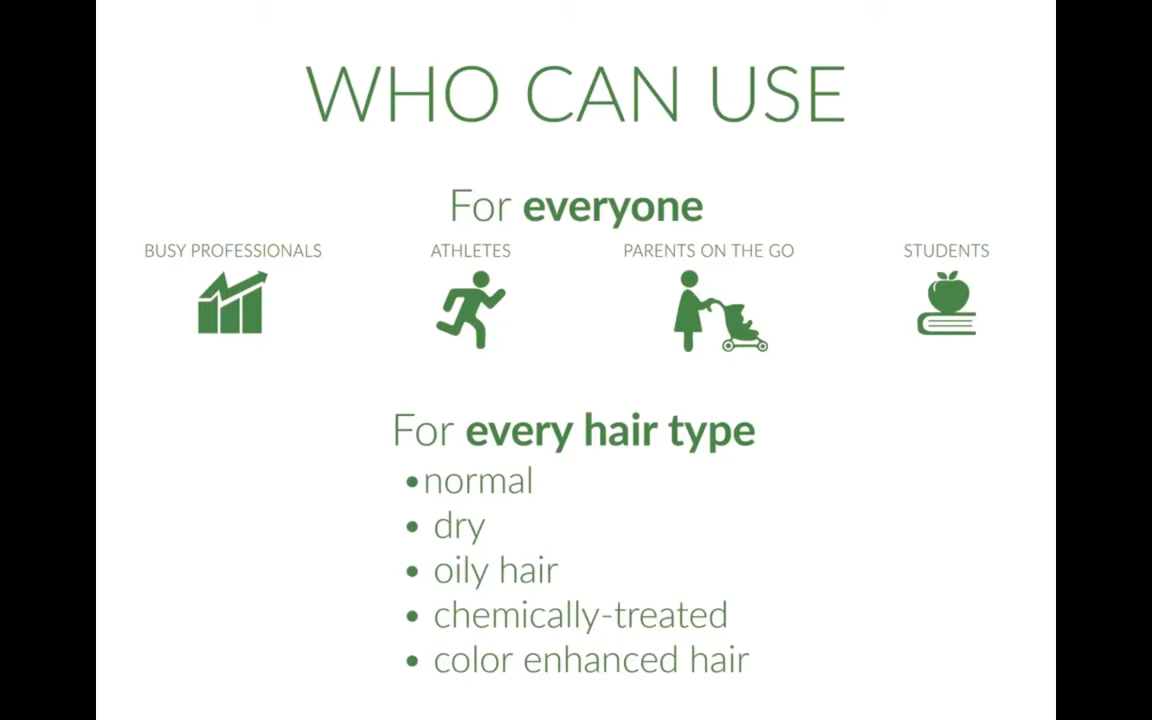 WHO CAN USE
For everyone
BUSY PROFESSIONALS ATHLETES PARENTS ON THE GO STUDENTS
For every hair type
•normal
• dry
• oily hair
• chemically-treated
• color enhanced hair